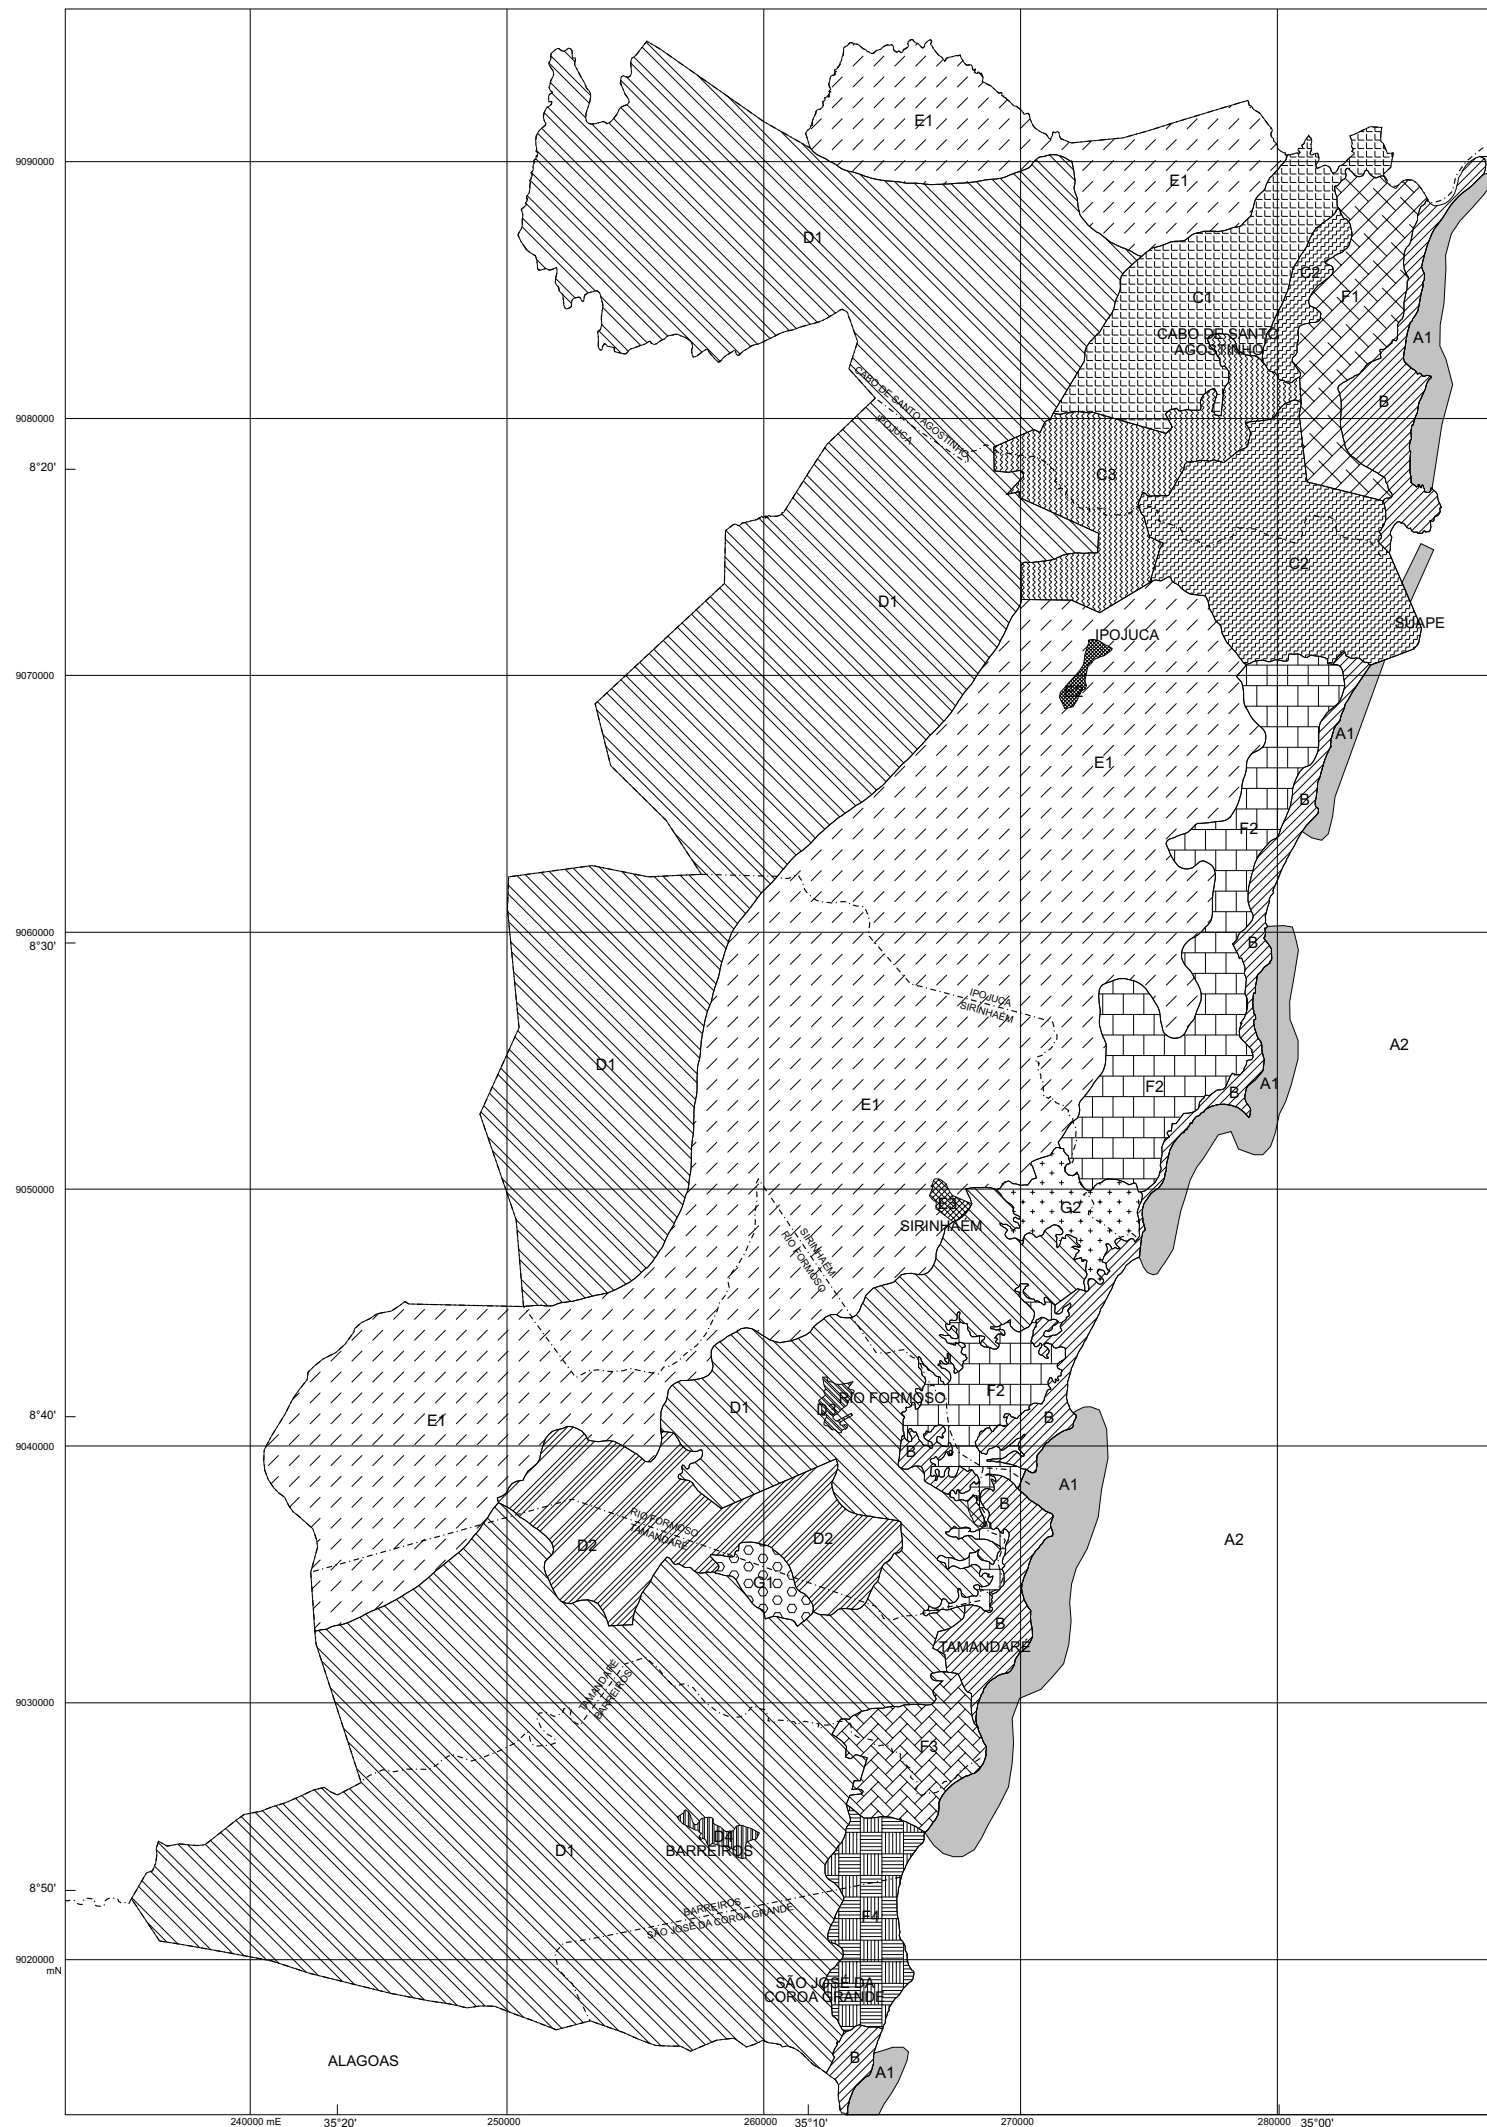 E1
9090000
E1
D1
C2
C1
F1
CABO DE SANTO
AGOSTINHO
A1
CABO DE SANTO AGOSTINHO
IPOJUCA
B
9080000
8°20'
C3
C2
D1
SUAPE
IPOJUCA
9070000
E2
A1
E1
B
F2
9060000
8°30'
B
IPOJUCA
SIRINHAÉM
A2
D1
A1
F2
B
E1
9050000
E3
G2
SIRINHAÉM
SIRINHAÉM
RIO FORMOSO
F2
RIO FORMOSO
D1
D3
8°40'
E1
B
9040000
B
A1
B
RIO FORMOSO
TAMANDARÉ
D2
D2
A2
G1
B
TAMANDARÉ
TAMANDARÉ
BARREIROS
9030000
F3
D4
D1
BARREIROS
8°50'
BARREIROS
SÃO JOSÉ DA COROA GRANDE
F4
9020000
mN
SÃO JOSÉ DA
COROA GRANDE
B
ALAGOAS
A1
240000 mE
35°20'
250000
260000
35°10'
270000
280000
35°00'